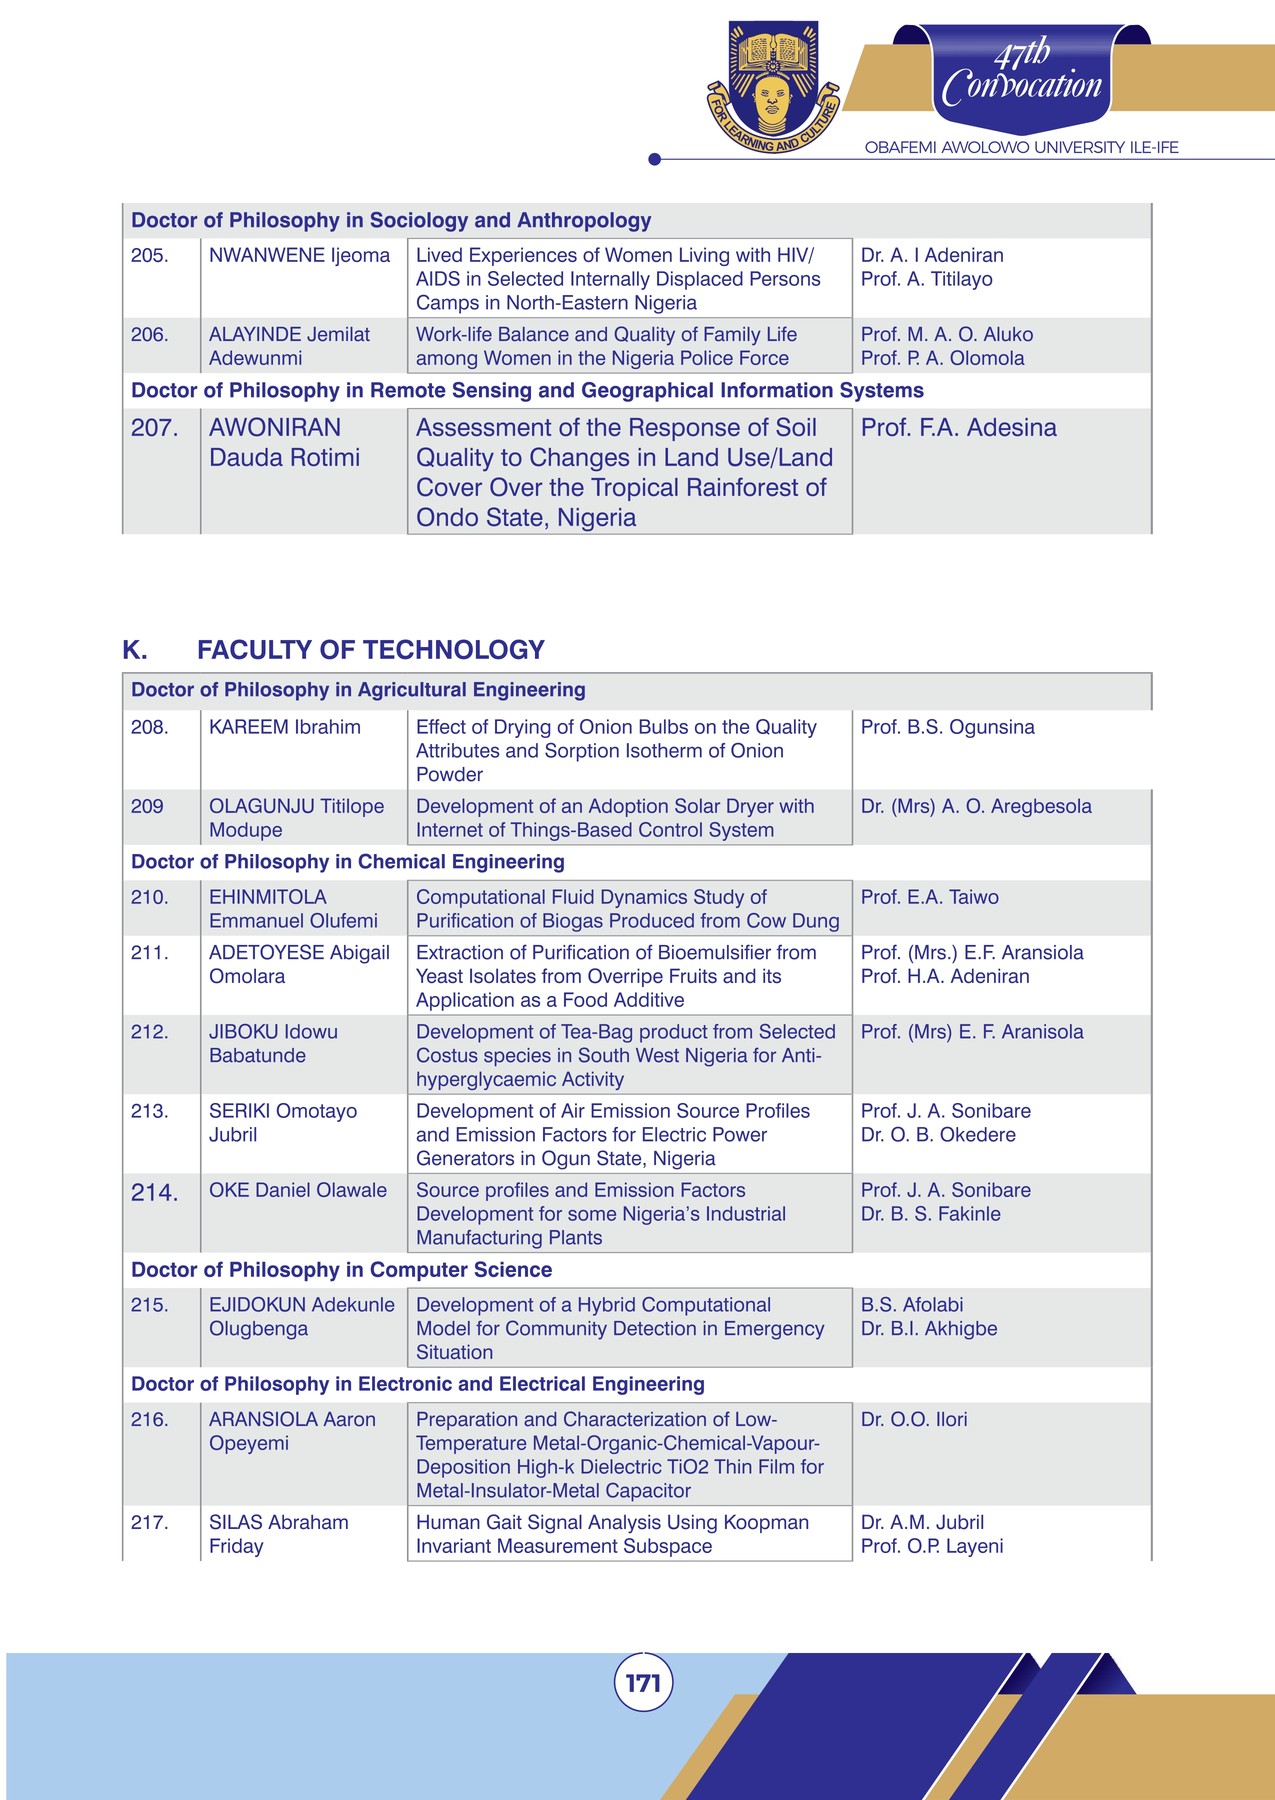 47th
Convocation
FOR LEARNING AND CULTURE
OBAFEMI AWOLOWO UNIVERSITY ILE-IFE
Doctor of Philosophy in Sociology and Anthropology
205. NWANWENE Ijeoma Lived Experiences of Women Living with HIV/ Dr. A. I Adeniran
AIDS in Selected Internally Displaced Persons Prof. A. Titilayo
Camps in North-Eastern Nigeria
206. ALAYINDE Jemilat Work-life Balance and Quality of Family Life Prof. M. A. O. Aluko
Adewunmi among Women in the Nigeria Police Force Prof. P. A. Olomola
Doctor of Philosophy in Remote Sensing and Geographical Information Systems
207. AWONIRAN Assessment of the Response of Soil Prof. F.A. Adesina
Dauda Rotimi Quality to Changes in Land Use/Land
Cover Over the Tropical Rainforest of
Ondo State, Nigeria
K. FACULTY OF TECHNOLOGY
Doctor of Philosophy in Agricultural Engineering
208. KAREEM Ibrahim Effect of Drying of Onion Bulbs on the Quality Prof. B.S. Ogunsina
Attributes and Sorption Isotherm of Onion
Powder
209 OLAGUNJU Titilope Development of an Adoption Solar Dryer with Dr. (Mrs) A. O. Aregbesola
Modupe Internet of Things-Based Control System
Doctor of Philosophy in Chemical Engineering
210. EHINMITOLA Computational Fluid Dynamics Study of Prof. E.A. Taiwo
Emmanuel Olufemi Purification of Biogas Produced from Cow Dung
211. ADETOYESE Abigail Extraction of Purification of Bioemulsifier from Prof. (Mrs.) E.F. Aransiola
Omolara Yeast Isolates from Overripe Fruits and its Prof. H.A. Adeniran
Application as a Food Additive
212. JIBOKU Idowu Development of Tea-Bag product from Selected Prof. (Mrs) E. F. Aranisola
Babatunde Costus species in South West Nigeria for Anti-
hyperglycaemic Activity
213. SERIKI Omotayo Development of Air Emission Source Profiles Prof. J. A. Sonibare
Jubril and Emission Factors for Electric Power Dr. O. B. Okedere
Generators in Ogun State, Nigeria
214. OKE Daniel Olawale Source profiles and Emission Factors Prof. J. A. Sonibare
Development for some Nigeria's Industrial Dr. B. S. Fakinle
Manufacturing Plants
Doctor of Philosophy in Computer Science
215. EJIDOKUN Adekunle Development of a Hybrid Computational B.S. Afolabi
Olugbenga Model for Community Detection in Emergency Dr. B.I. Akhigbe
Situation
Doctor of Philosophy in Electronic and Electrical Engineering
216. ARANSIOLA Aaron Preparation and Characterization of Low- Dr. O.O. Ilori
Opeyemi Temperature Metal-Organic-Chemical-Vapour-
Deposition High-k Dielectric TiO2 Thin Film for
Metal-Insulator-Metal Capacitor
217. SILAS Abraham Human Gait Signal Analysis Using Koopman Dr. A.M. Jubril
Friday Invariant Measurement Subspace Prof. O.P. Layeni
171